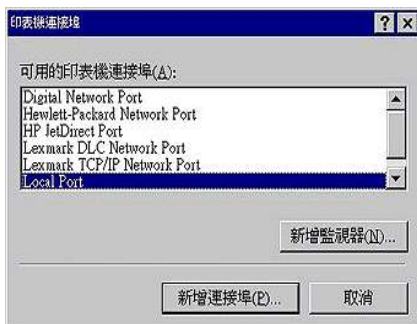 印表機連接埠
可用的印表機連接埠(A):
Digital Network Port
Hewlett-Packard Network Port
HP JetDirect Port
Lexmark DLC Network Port
Lexmark TCP/IP Network Port
Local Port
新增監視器(N)...
新增連接埠(P)...
取消